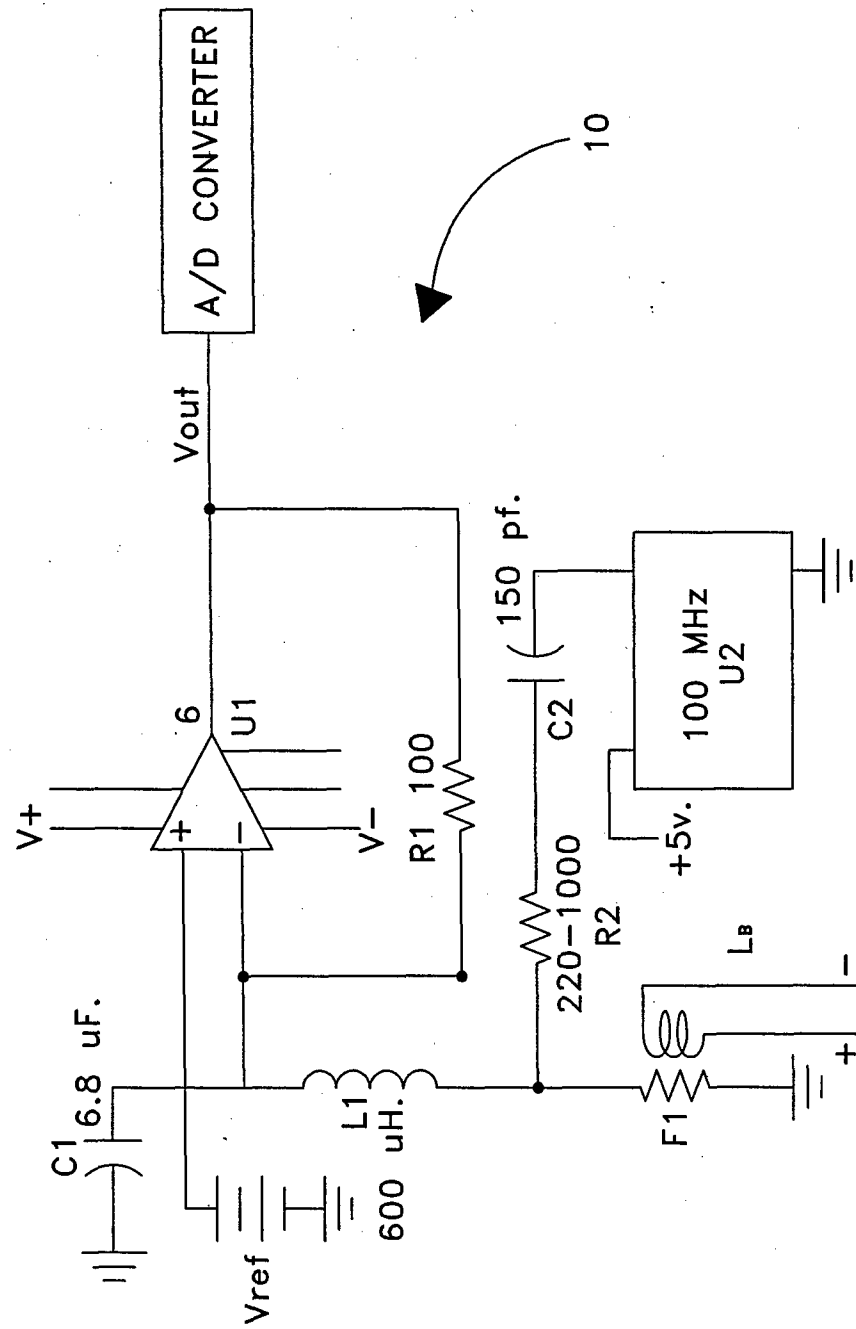 A/D CONVERTER
Vout
10
6
U1
V+
+
-
V-
R1 100
C1
6.8 uF.
Vref
L1
600 uH.
150 pf.
C2
220-1000
R2
100 MHz
U2
+5v.
F1
LB
+
-